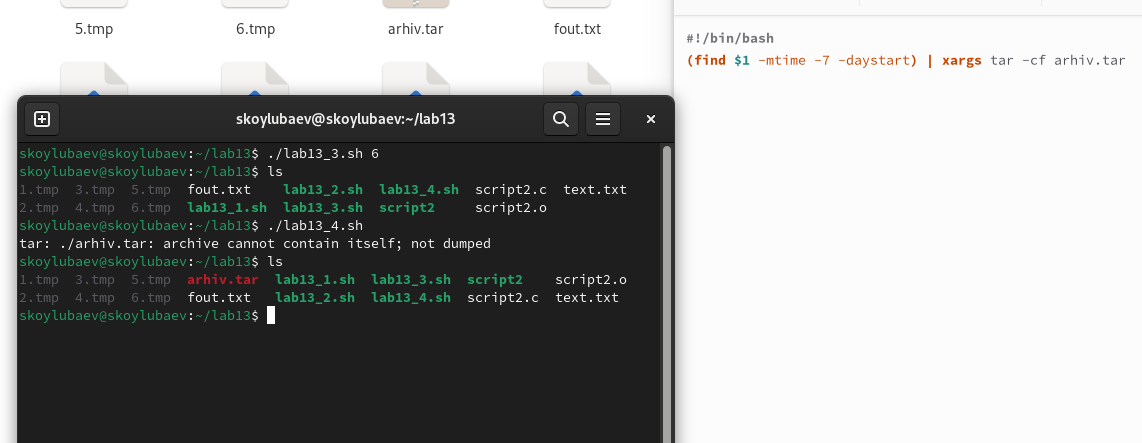 5.tmp 6.tmp arhiv.tar fout.txt
skoylubaev@skoylubaev:~/lab13
skoylubaev@skoylubaev:~/lab13$ ./lab13_3.sh 6
skoylubaev@skoylubaev:~/lab13$ ls
1.tmp 3.tmp 5.tmp fout.txt lab13_2.sh lab13_4.sh script2.c text.txt
2.tmp 4.tmp 6.tmp lab13_1.sh lab13_3.sh script2 script2.o
skoylubaev@skoylubaev:~/lab13$ ./lab13_4.sh
tar: ./arhiv.tar: archive cannot contain itself; not dumped
skoylubaev@skoylubaev:~/lab13$ ls
1.tmp 3.tmp 5.tmp arhiv.tar lab13_1.sh lab13_3.sh script2 script2.o
2.tmp 4.tmp 6.tmp fout.txt lab13_2.sh lab13_4.sh script2.c text.txt
skoylubaev@skoylubaev:~/lab13$
#!/bin/bash
(find $1 -mtime -7 -daystart) | xargs tar -cf arhiv.tar